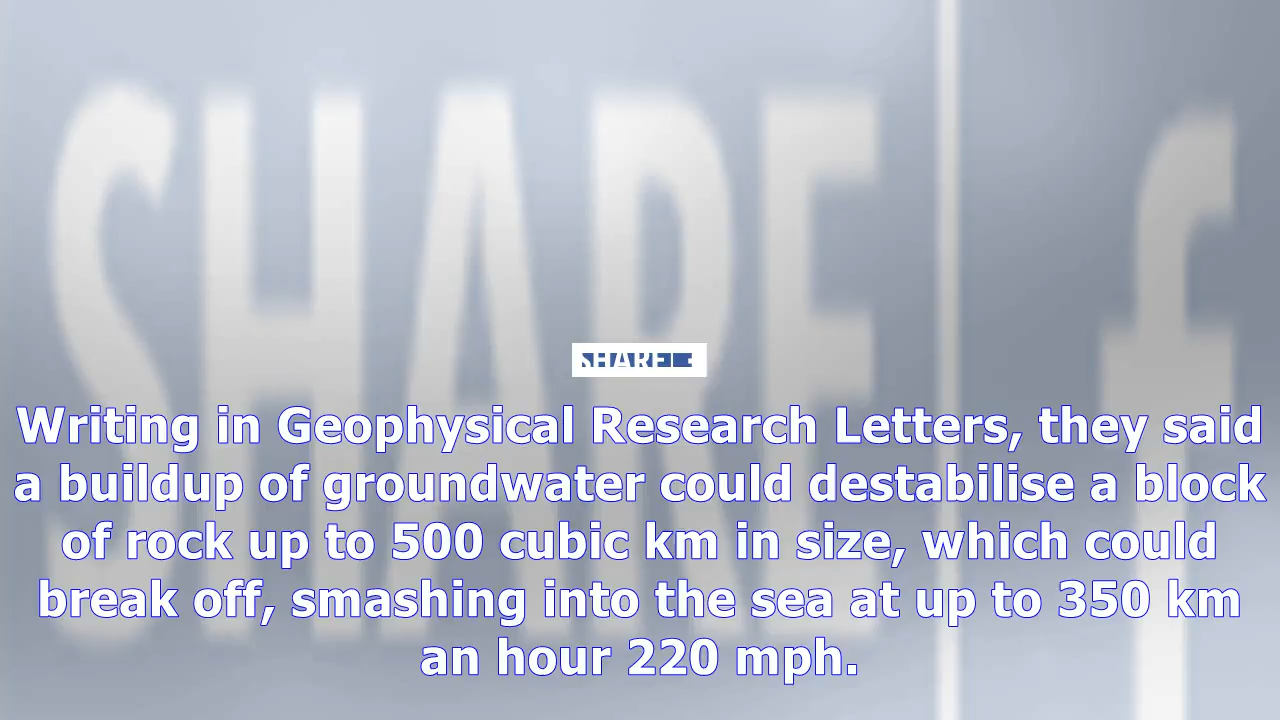 SHARE f
SHARE
Writing in Geophysical Research Letters, they said
a buildup of groundwater could destabilise a block
of rock up to 500 cubic km in size, which could
break off, smashing into the sea at up to 350 km
an hour 220 mph.